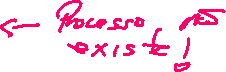 ← Processo
existe!